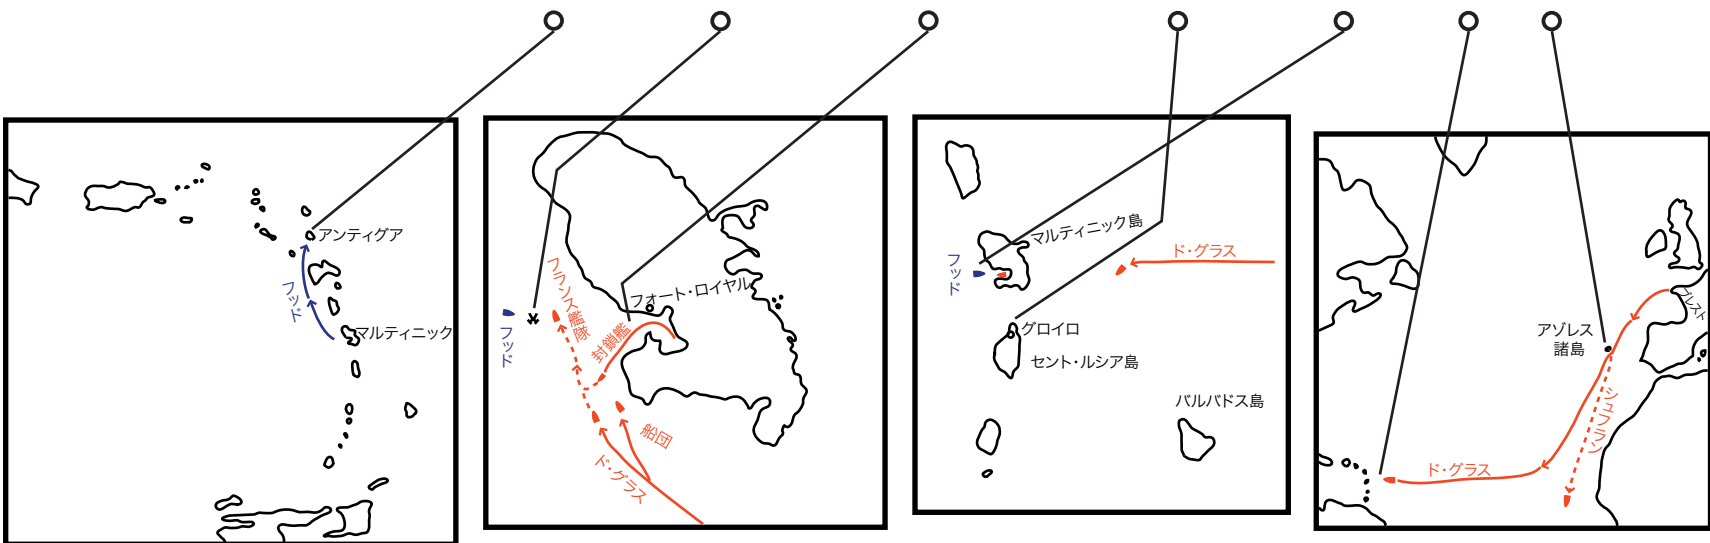 アンティグア
フッド
マルティニック
フランス艦隊
フォート・ロイヤル
フッド
封鎖艦
船団
ド・グラス
マルティニック島
ド・グラス
フッド
グロイロ
セント・ルシア島
バルバドス島
ブレスト
アゾレス
諸島
シュフラン
ド・グラス